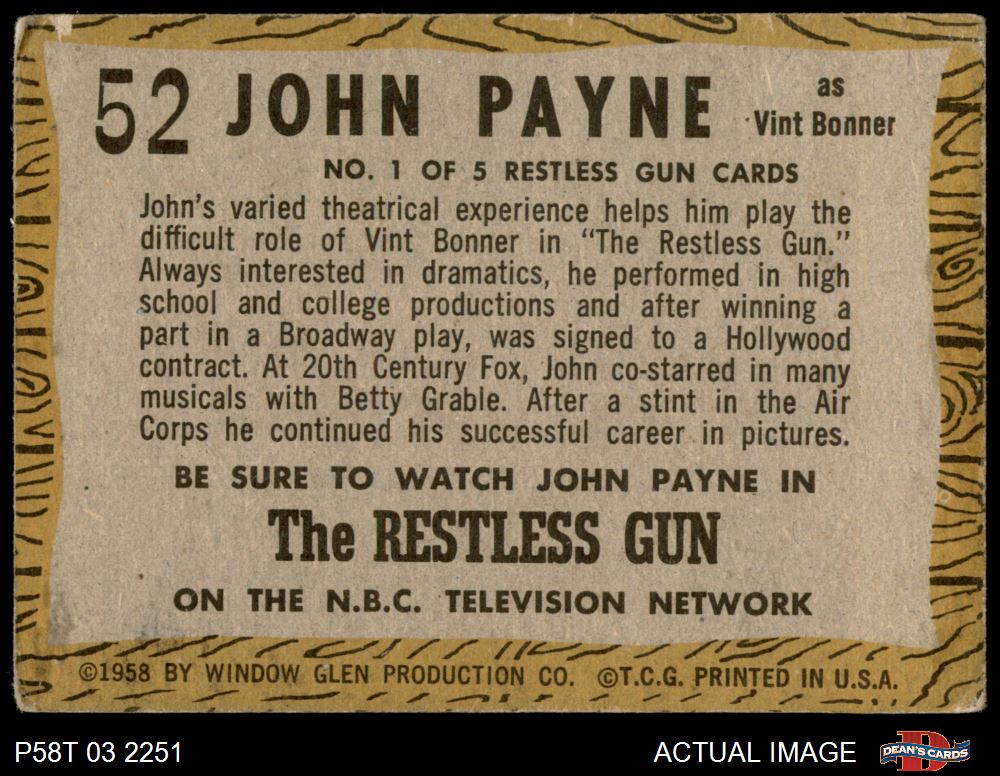 52 JOHN PAYNE as
Vint Bonner
NO. 1 OF 5 RESTLESS GUN CARDS
John's varied theatrical experience helps him play the
difficult role of Vint Bonner in "The Restless Gun."
Always interested in dramatics, he performed in high
school and college productions and after winning a
part in a Broadway play, was signed to a Hollywood
contract. At 20th Century Fox, John co-starred in many
musicals with Betty Grable. After a stint in the Air
Corps he continued his successful career in pictures.
BE SURE TO WATCH JOHN PAYNE IN
The RESTLESS GUN
ON THE N.B.C. TELEVISION NETWORK
©1958 BY WINDOW GLEN PRODUCTION CO. ©T.C.G. PRINTED IN U.S.A.
P58T 03 2251 ACTUAL IMAGE D DEAN'S CARDS